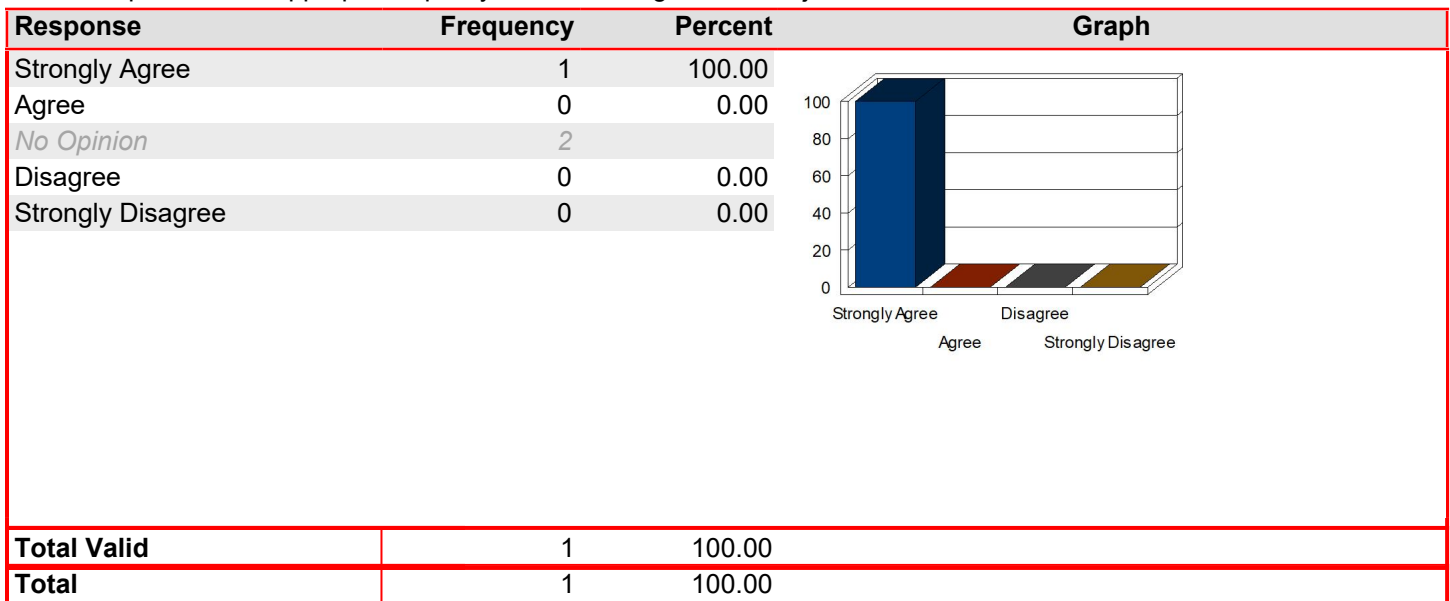 Response Frequency Percent Graph
Strongly Agree 1 100.00
Agree 0 0.00
No Opinion 2
Disagree 0 0.00
Strongly Disagree 0 0.00
100
80
60
40
20
0
Strongly Agree Disagree
Agree Strongly Disagree
Total Valid 1 100.00
Total 1 100.00